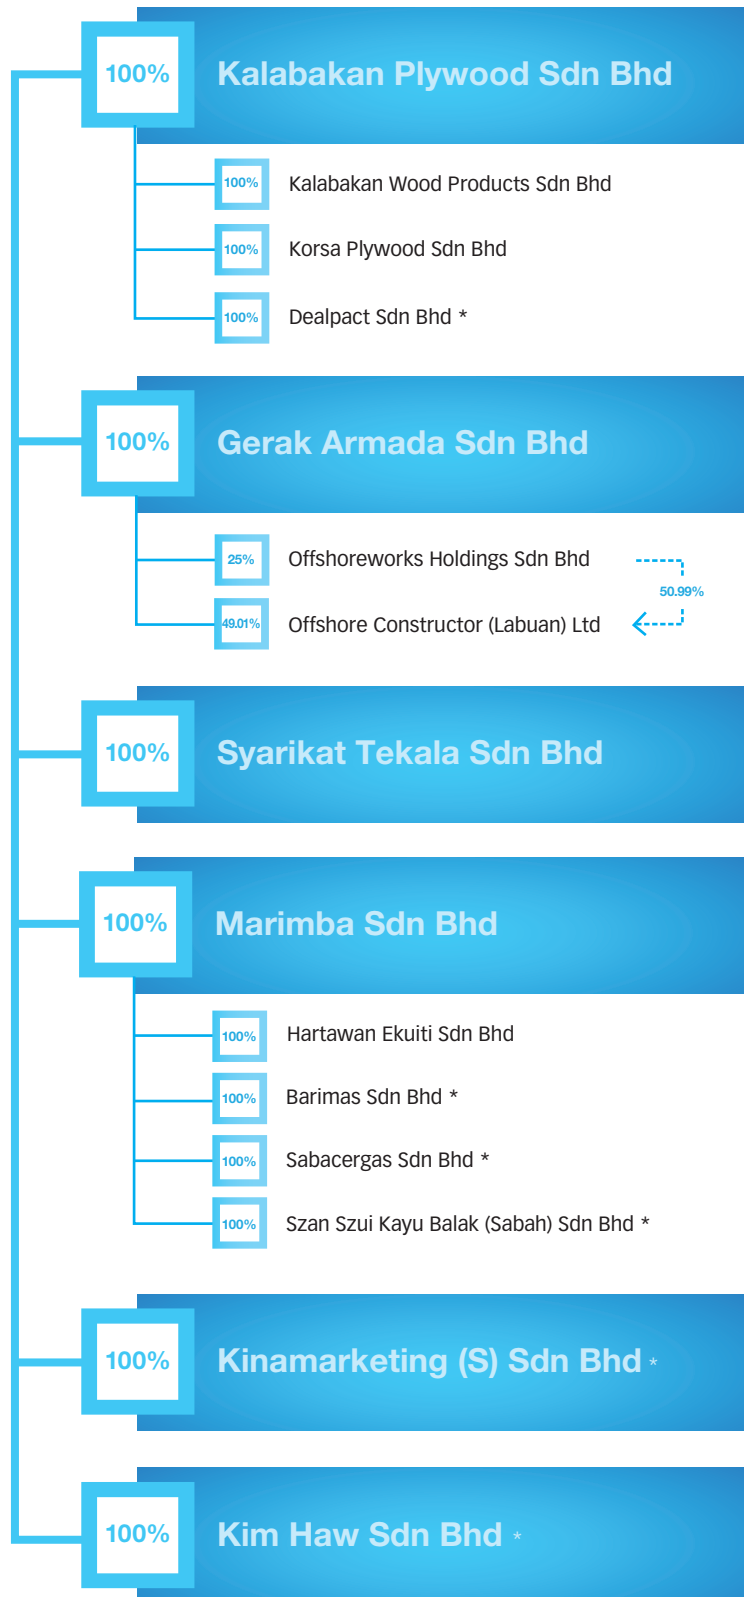 100% Kalabakan Plywood Sdn Bhd
100% Kalabakan Wood Products Sdn Bhd
100% Korsa Plywood Sdn Bhd
100% Dealpact Sdn Bhd *
100% Gerak Armada Sdn Bhd
25% Offshoreworks Holdings Sdn Bhd
50.99%
49.01% Offshore Constructor (Labuan) Ltd
100% Syarikat Tekala Sdn Bhd
100% Marimba Sdn Bhd
100% Hartawan Ekuiti Sdn Bhd
100% Barimas Sdn Bhd *
100% Sabacergas Sdn Bhd *
100% Szan Szui Kayu Balak (Sabah) Sdn Bhd *
100% Kinamarketing (S) Sdn Bhd *
100% Kim Haw Sdn Bhd *